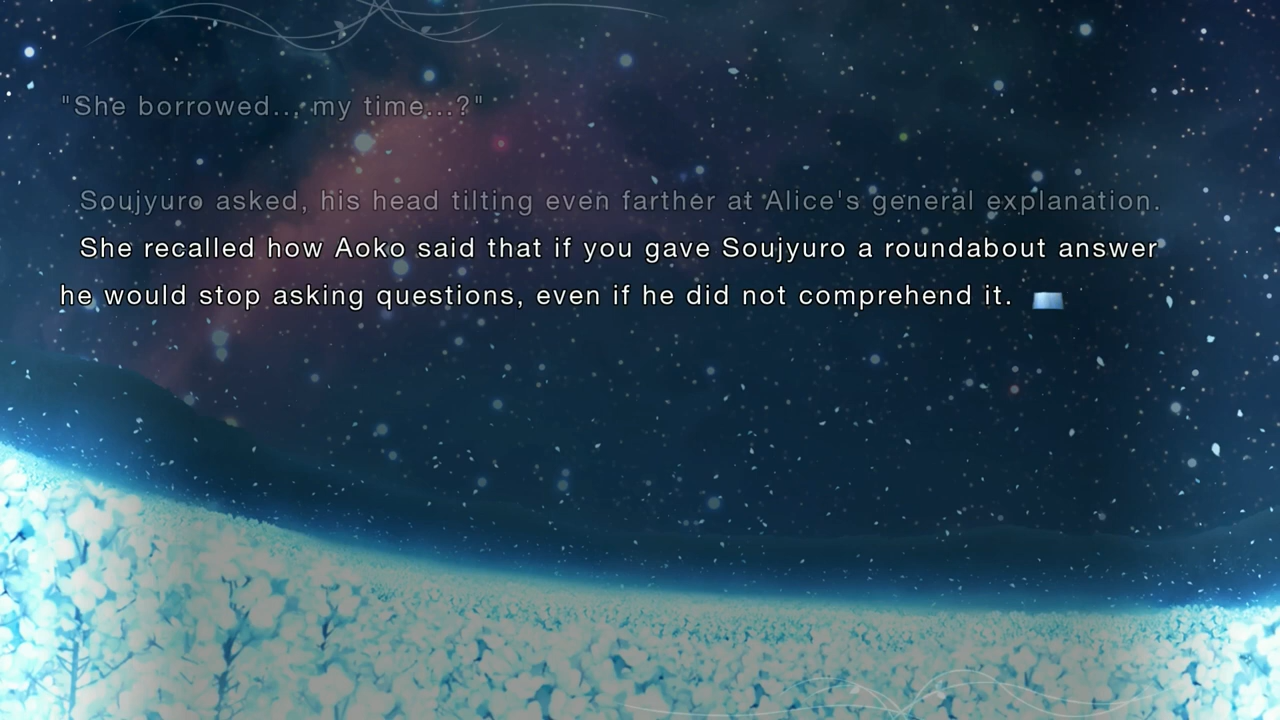 "She borrowed... my time...?"
Soujyuro asked, his head tilting even farther at Alice's general explanation.
She recalled how Aoko said that if you gave Soujyuro a roundabout answer
he would stop asking questions, even if he did not comprehend it.